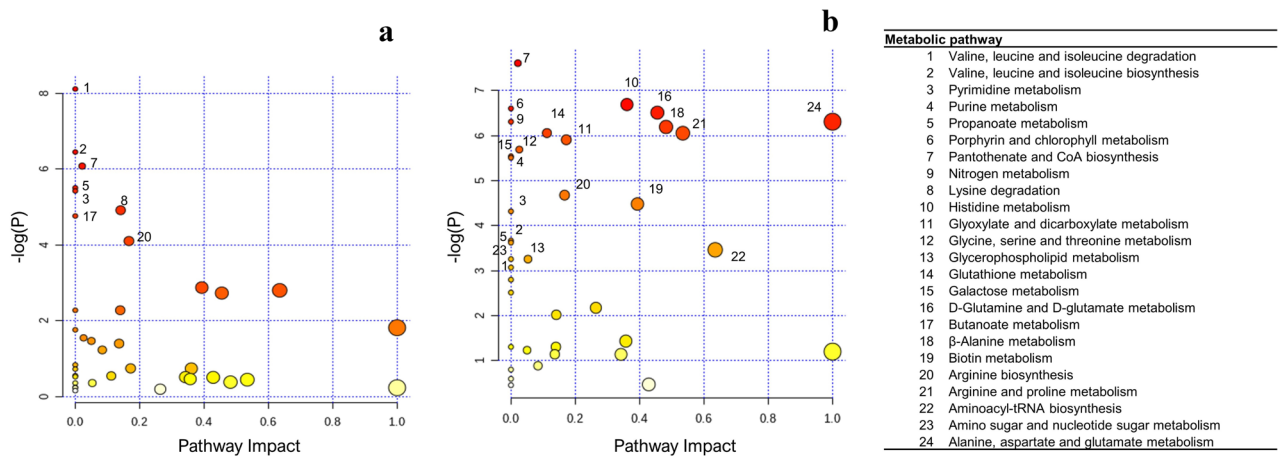 a
b
8
6
4
2
0
-log(P)
1
2
7
5
3
8
17
20
0.0 0.2 0.4 0.6 0.8 1.0
Pathway Impact
7
6
5
4
3
2
1
-log(P)
7
6
9
10
16
24
14
18
21
11
12
15
4
20
19
3
2
5
23
13
22
1
0.0 0.2 0.4 0.6 0.8 1.0
Pathway Impact
Metabolic pathway
1 Valine, leucine and isoleucine degradation
2 Valine, leucine and isoleucine biosynthesis
3 Pyrimidine metabolism
4 Purine metabolism
5 Propanoate metabolism
6 Porphyrin and chlorophyll metabolism
7 Pantothenate and CoA biosynthesis
9 Nitrogen metabolism
8 Lysine degradation
10 Histidine metabolism
11 Glyoxylate and dicarboxylate metabolism
12 Glycine, serine and threonine metabolism
13 Glycerophospholipid metabolism
14 Glutathione metabolism
15 Galactose metabolism
16 D-Glutamine and D-glutamate metabolism
17 Butanoate metabolism
18 β-Alanine metabolism
19 Biotin metabolism
20 Arginine biosynthesis
21 Arginine and proline metabolism
22 Aminoacyl-tRNA biosynthesis
23 Amino sugar and nucleotide sugar metabolism
24 Alanine, aspartate and glutamate metabolism